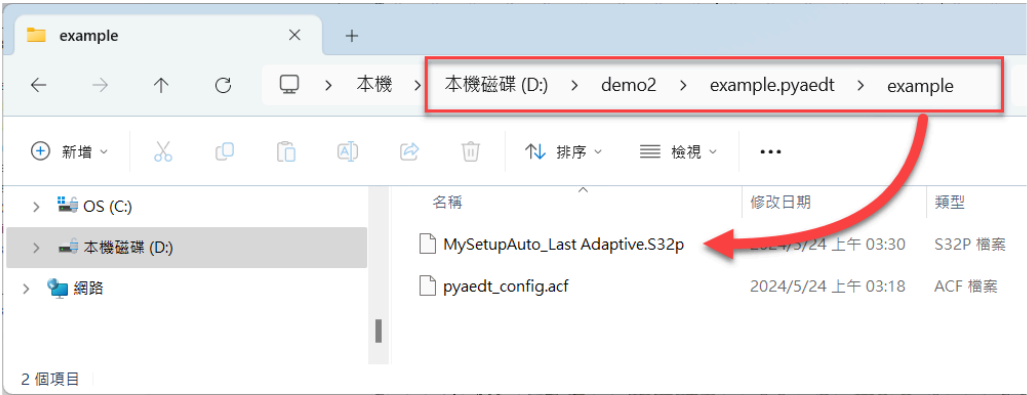 example
本機 > 本機磁碟 (D:) > demo2 > example.pyaedt > example
新增 排序 檢視 ...
名稱 修改日期 類型
OS (C:)
本機磁碟 (D:)
網路
MySetupAuto_Last Adaptive.S32p 2024/5/24 上午 03:30 S32P 檔案
pyaedt_config.acf 2024/5/24 上午 03:18 ACF 檔案
2 個項目